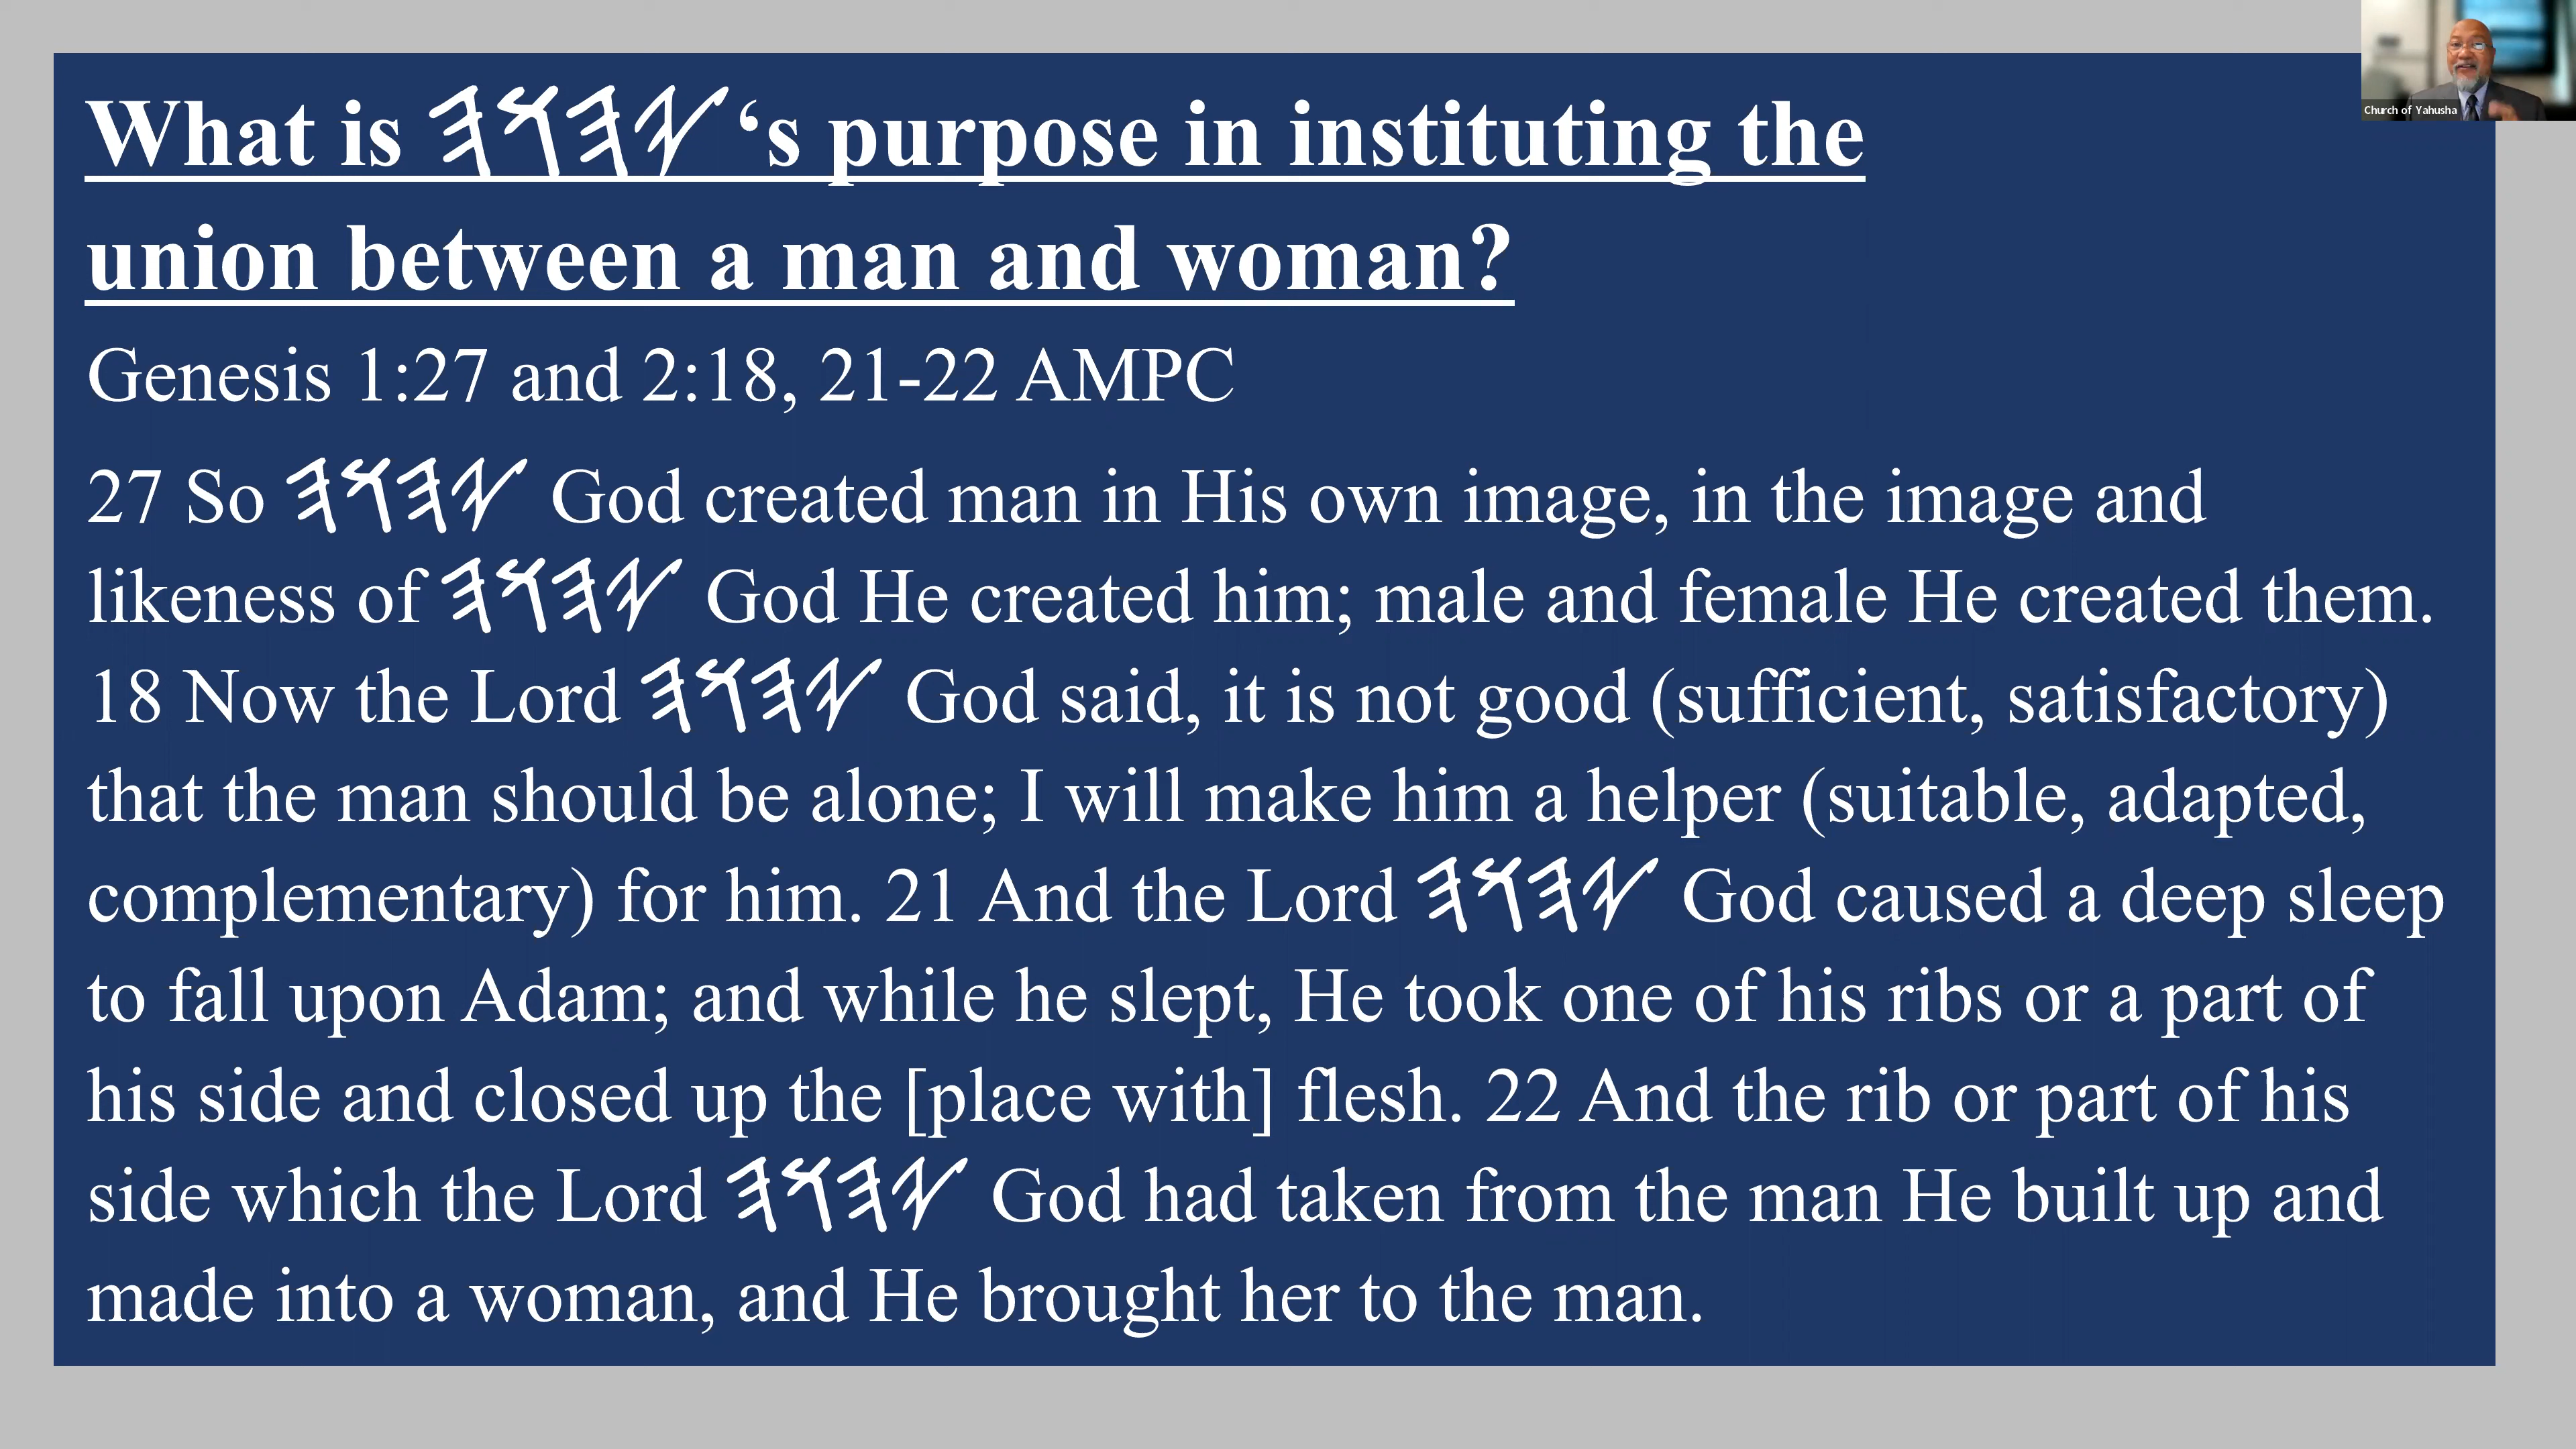 What is 𐤉𐤄𐤅𐤄‘s purpose in instituting the
union between a man and woman?
Genesis 1:27 and 2:18, 21-22 AMPC
27 So 𐤉𐤄𐤅𐤄 God created man in His own image, in the image and
likeness of 𐤉𐤄𐤅𐤄 God He created him; male and female He created them.
18 Now the Lord 𐤉𐤄𐤅𐤄 God said, it is not good (sufficient, satisfactory)
that the man should be alone; I will make him a helper (suitable, adapted,
complementary) for him. 21 And the Lord 𐤉𐤄𐤅𐤄 God caused a deep sleep
to fall upon Adam; and while he slept, He took one of his ribs or a part of
his side and closed up the [place with] flesh. 22 And the rib or part of his
side which the Lord 𐤉𐤄𐤅𐤄 God had taken from the man He built up and
made into a woman, and He brought her to the man.
Church of Yahusha